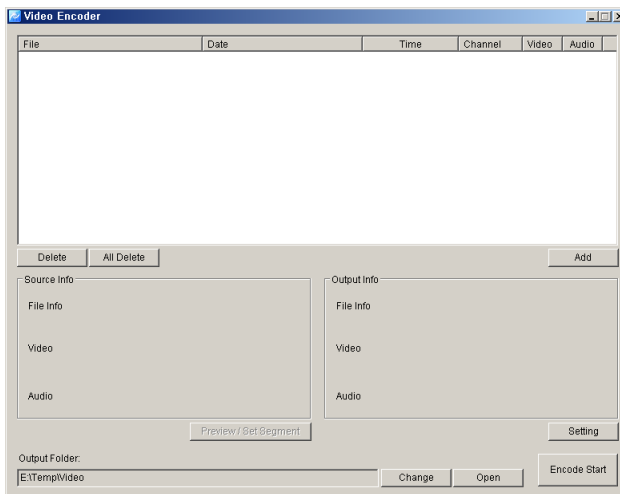 Video Encoder
File Date Time Channel Video Audio
Delete All Delete Add
Source Info Output Info
File Info File Info
Video Video
Audio Audio
Preview / Set Segment Setting
Output Folder:
E:\Temp\Video Change Open Encode Start